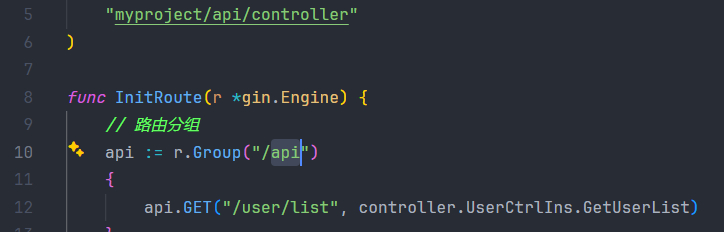 5 "myproject/api/controller"
6 )
7
8 func InitRoute(r *gin.Engine) {
9 // 路由分组
10 api := r.Group("/api")
11 {
12 api.GET("/user/list", controller.UserCtrlIns.GetUserList)
}